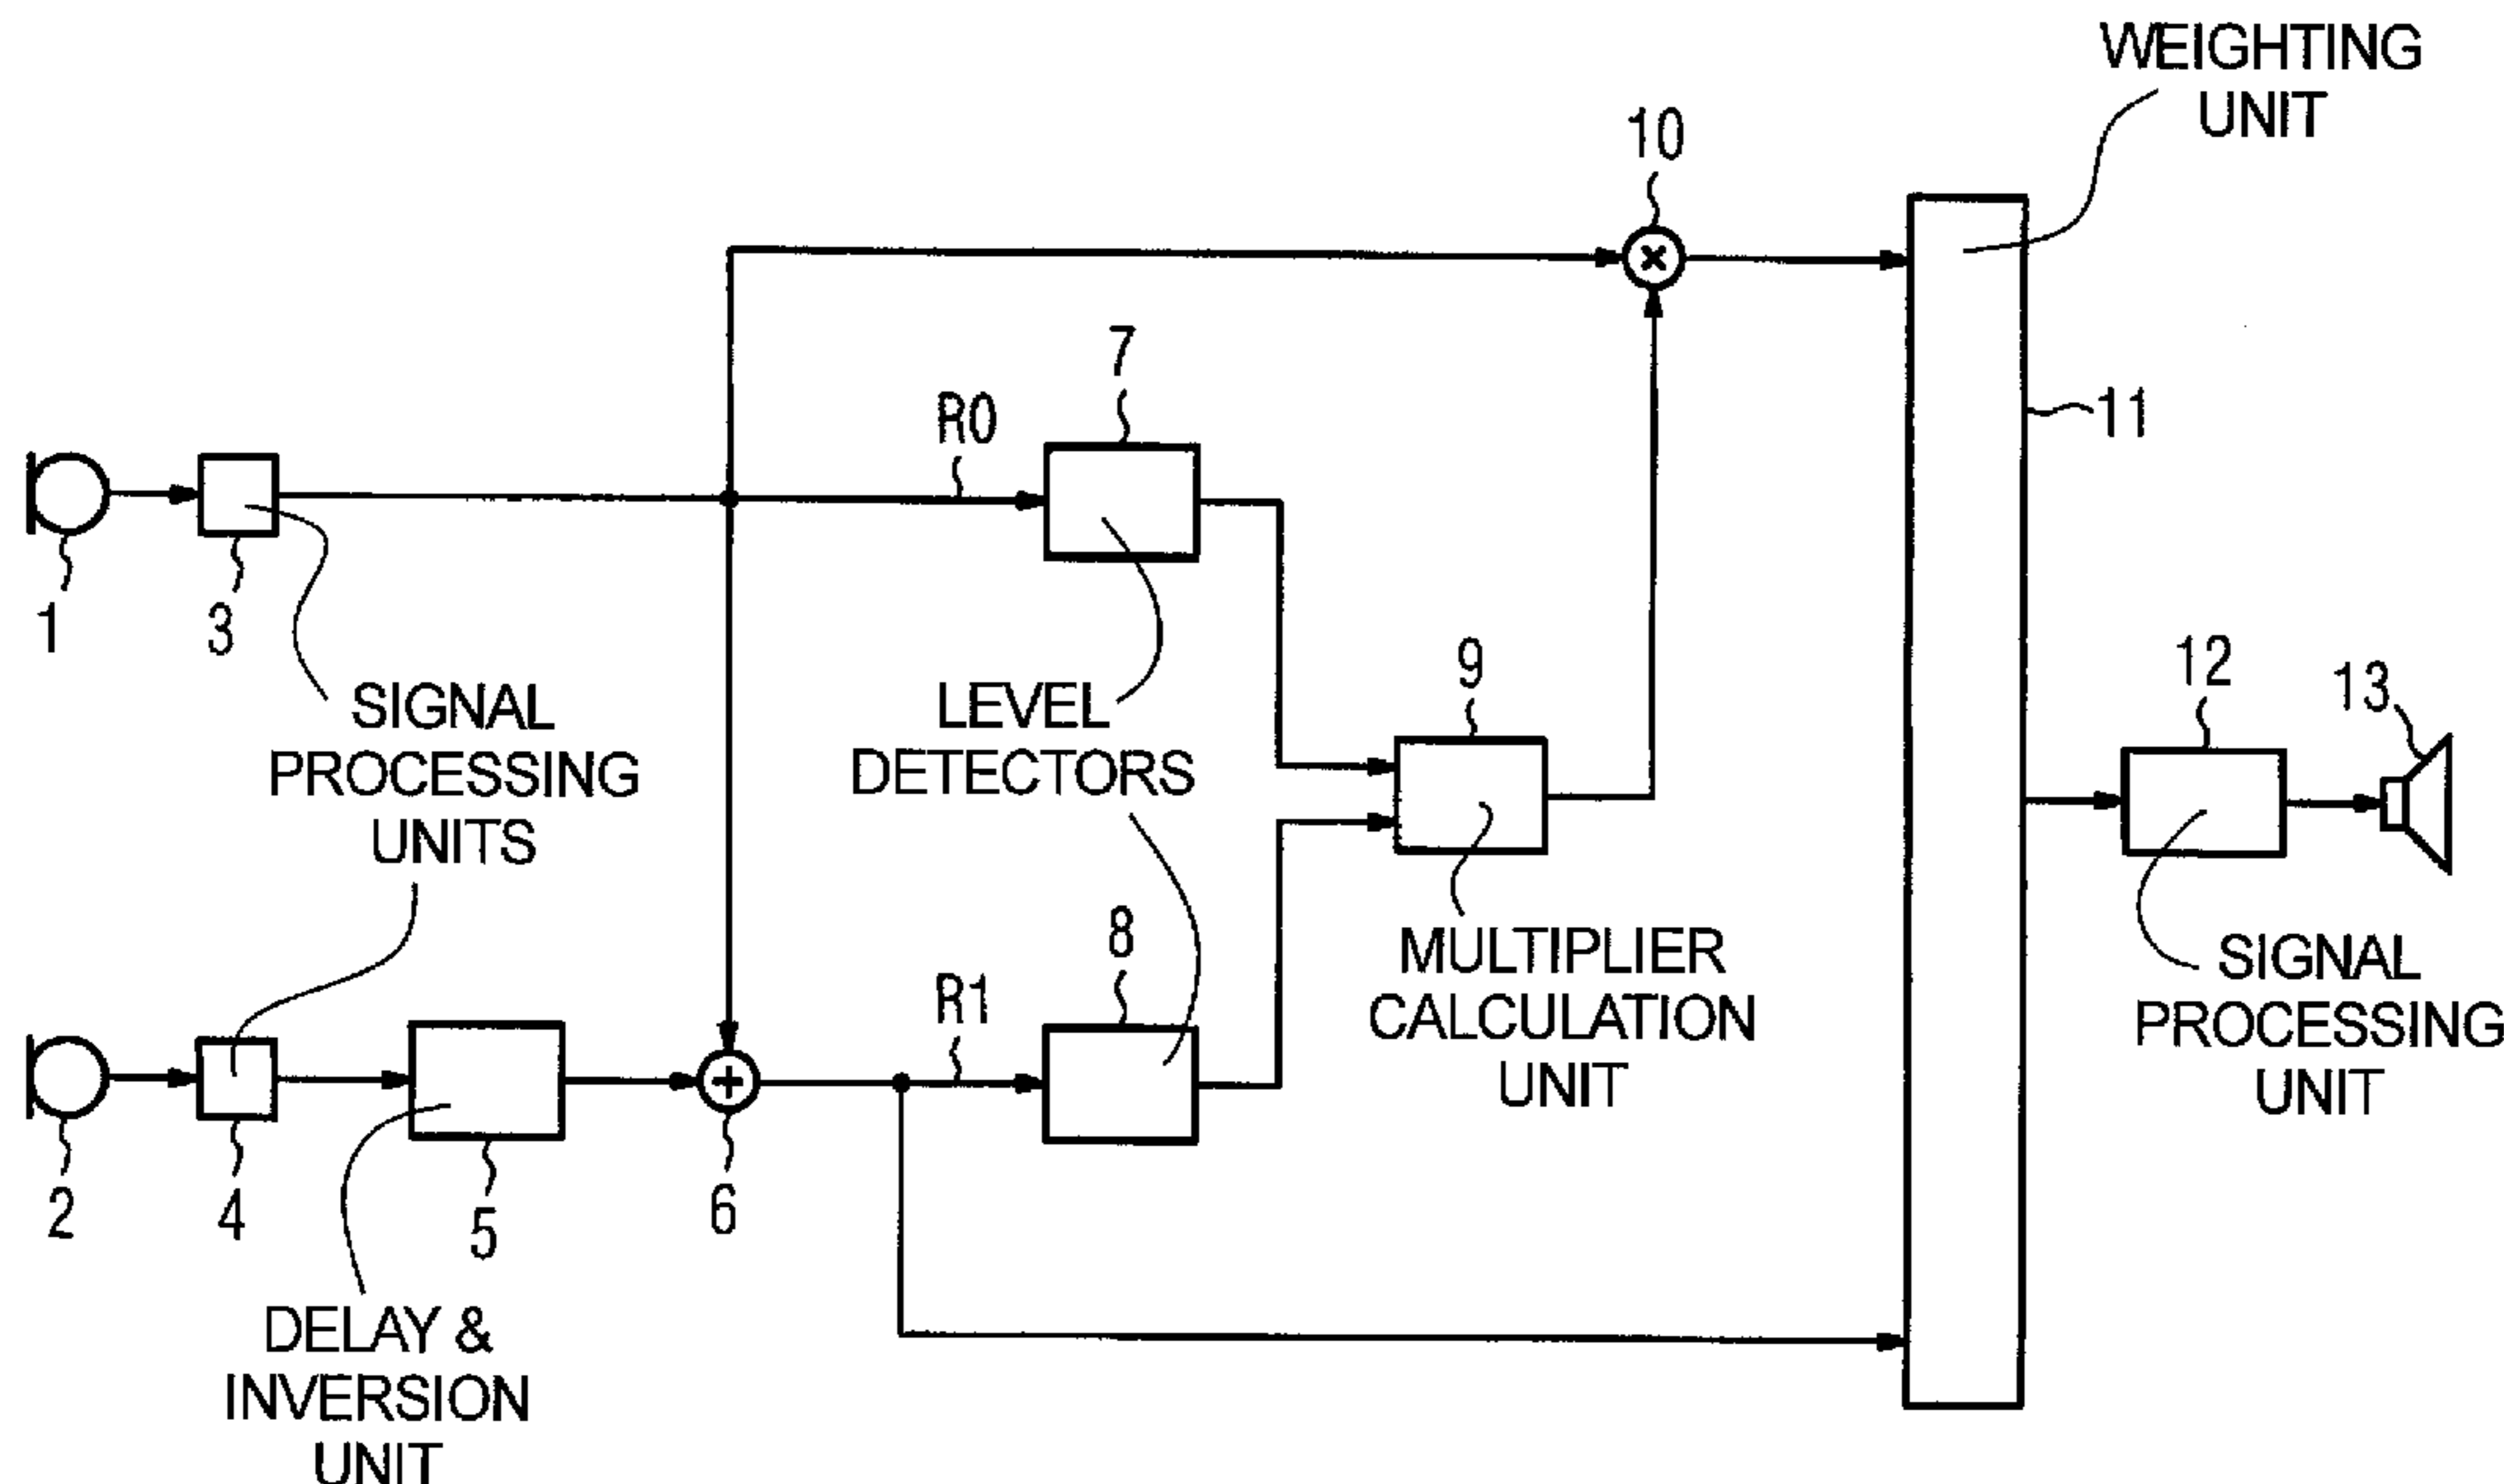 WEIGHTING
UNIT
10
7
R0
11
1
3
SIGNAL
PROCESSING
UNITS
LEVEL
DETECTORS
9
12
13
8
R1
MULTIPLIER
CALCULATION
UNIT
SIGNAL
PROCESSING
UNIT
2
4
5
6
DELAY &
INVERSION
UNIT